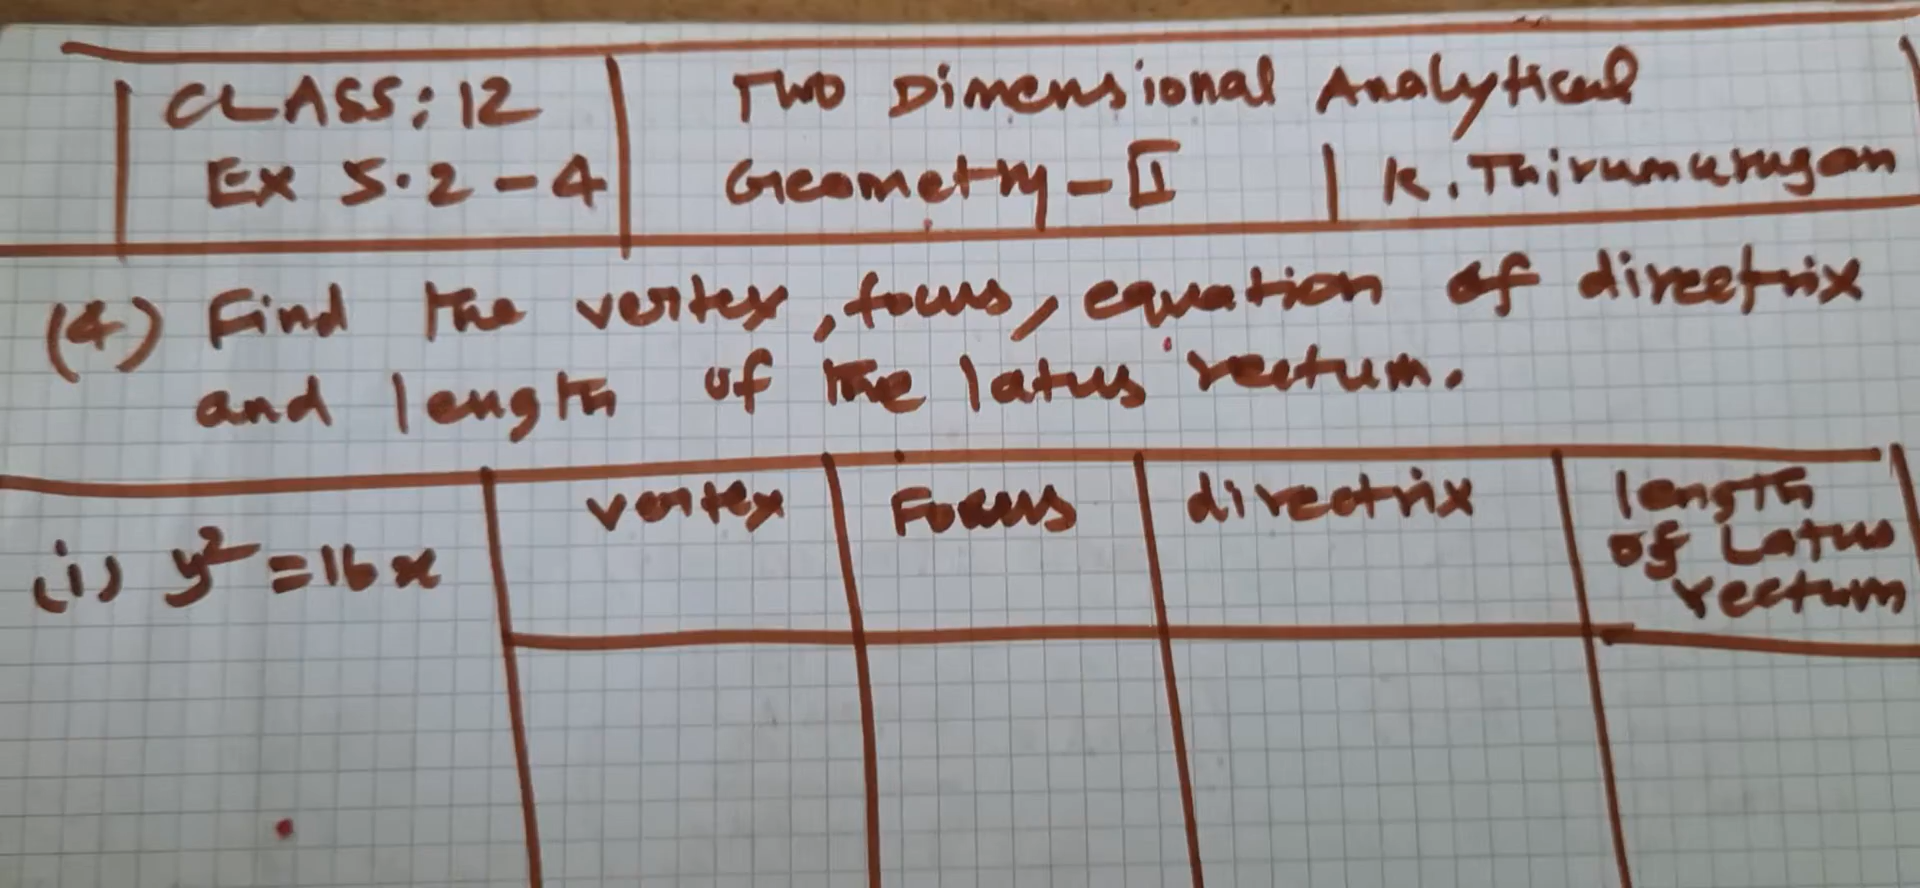 CLASS: 12
Ex 5.2-4
Two Dimensional Analytical
Geometry-II
K. Thirumurugan
(4) Find the vertex, focus, equation of directrix
and length of the latus rectum.
(i) y² = 16x
vertex
Focus
directrix
length
of Latus
rectum